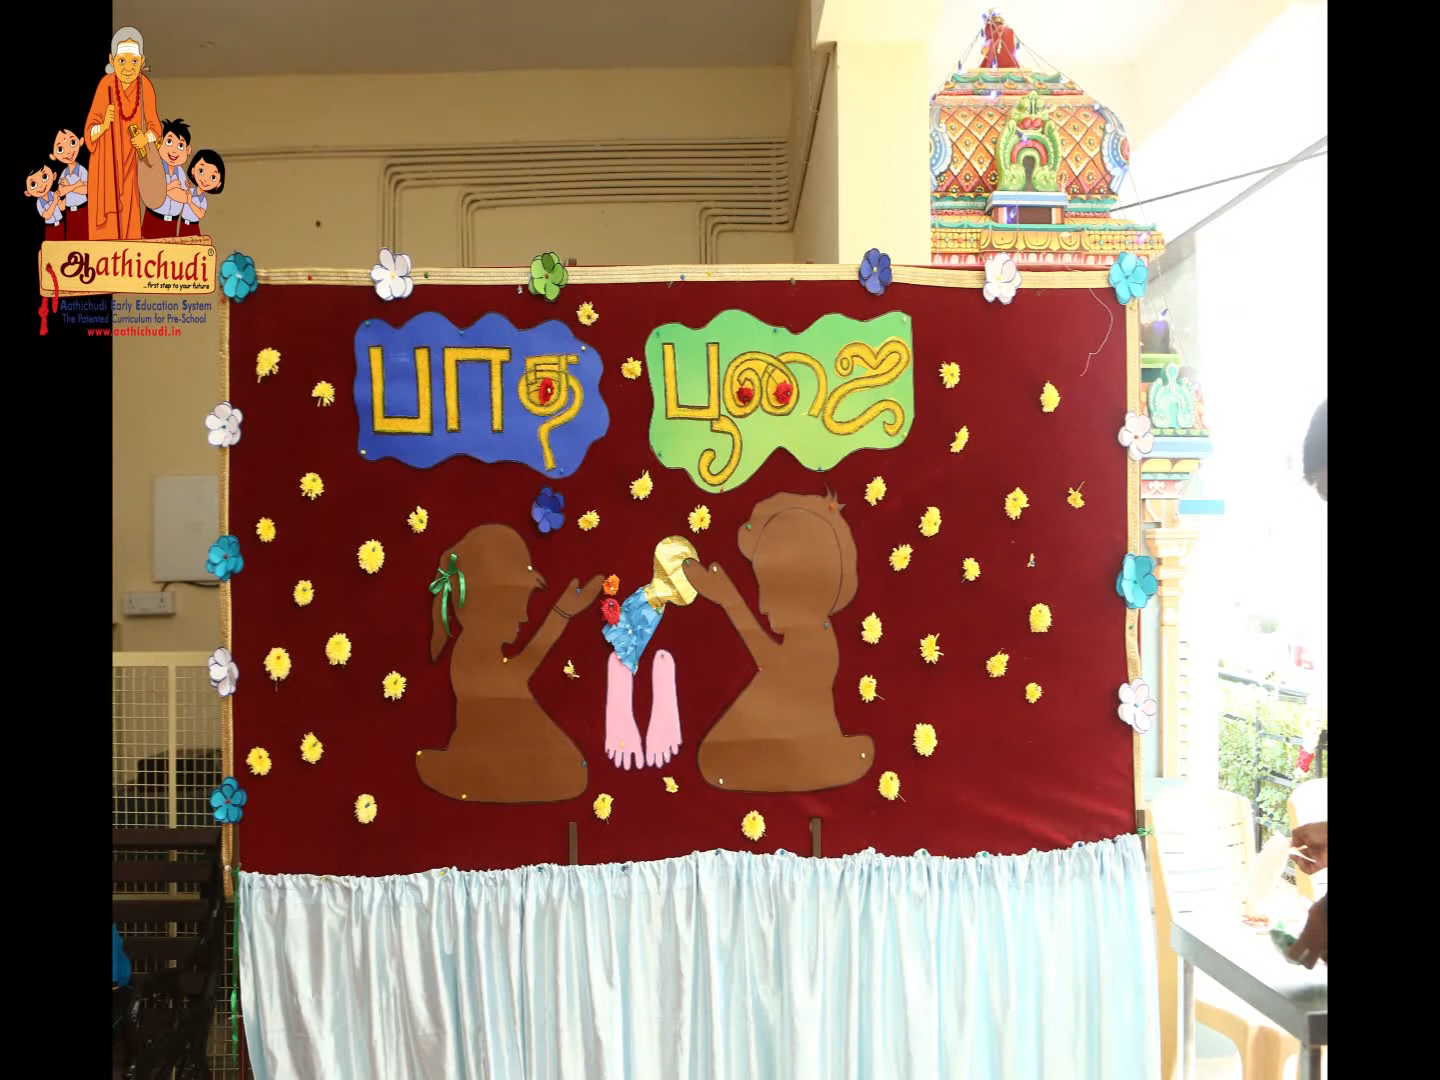 ஆathichudi®
...first step to your future
Aathichudi Early Education System
The Patented Curriculum for Pre-School
www.aathichudi.in
பாத பூஜை